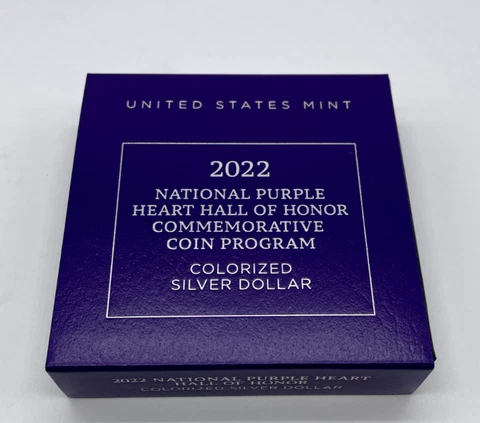 UNITED STATES MINT
2022
NATIONAL PURPLE
HEART HALL OF HONOR
COMMEMORATIVE
COIN PROGRAM
COLORIZED
SILVER DOLLAR
2022 NATIONAL PURPLE HEART
HALL OF HONOR
COLORIZED SILVER DOLLAR